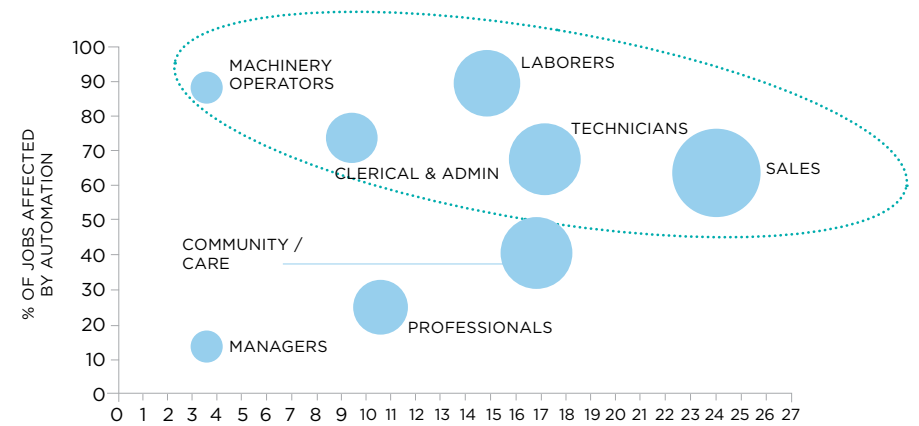 % OF JOBS AFFECTED
BY AUTOMATION
100
90
80
70
60
50
40
30
20
10
0
MACHINERY
OPERATORS
LABORERS
TECHNICIANS
CLERICAL & ADMIN
SALES
COMMUNITY /
CARE
PROFESSIONALS
MANAGERS
0 1 2 3 4 5 6 7 8 9 10 11 12 13 14 15 16 17 18 19 20 21 22 23 24 25 26 27